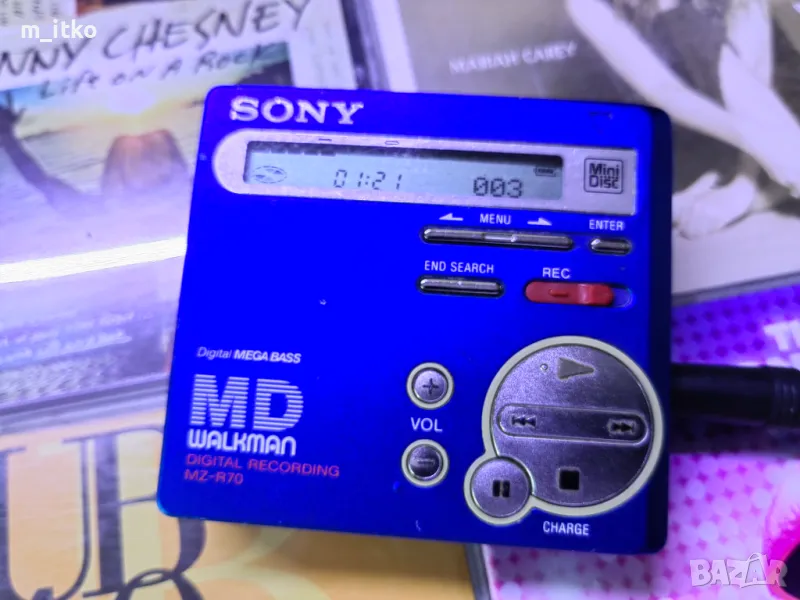 m_itko
NNY CHESNEY
Life on A Rock
MARIAH CAREY
SONY
01:21 003
Mini
Disc
MENU
ENTER
END SEARCH
REC
Digital MEGA BASS
MD
WALKMAN
DIGITAL RECORDING
MZ-R70
VOL
CHARGE
UB
BAZAR